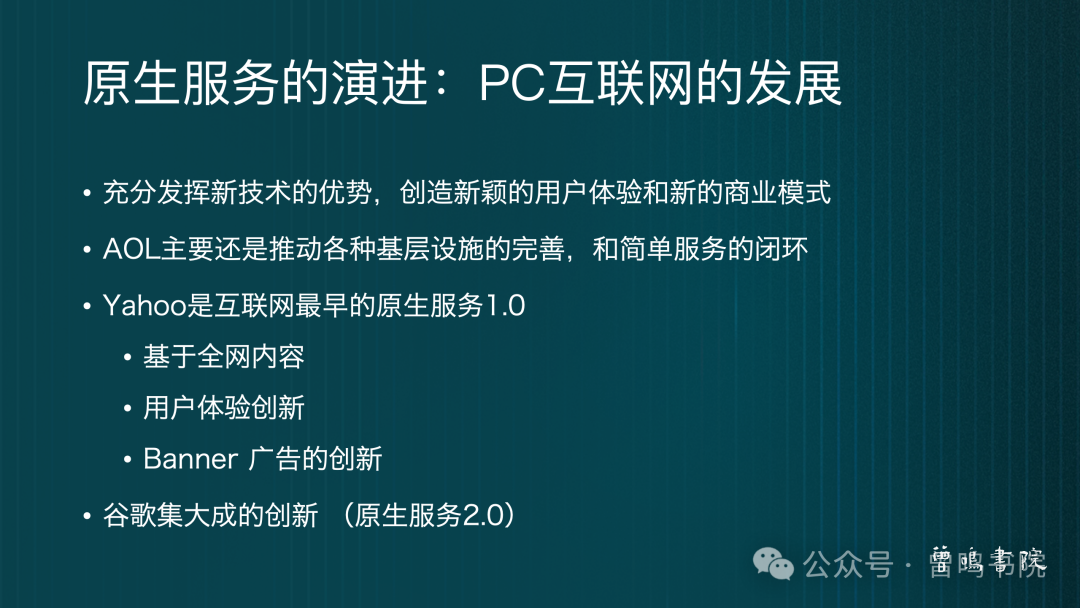 原生服务的演进：PC互联网的发展
• 充分发挥新技术的优势，创造新颖的用户体验和新的商业模式
• AOL主要还是推动各种基层设施的完善，和简单服务的闭环
• Yahoo是互联网最早的原生服务1.0
• 基于全网内容
• 用户体验创新
• Banner 广告的创新
• 谷歌集大成的创新 （原生服务2.0）
公众号 · 曾鸣书院
曾鸣书院